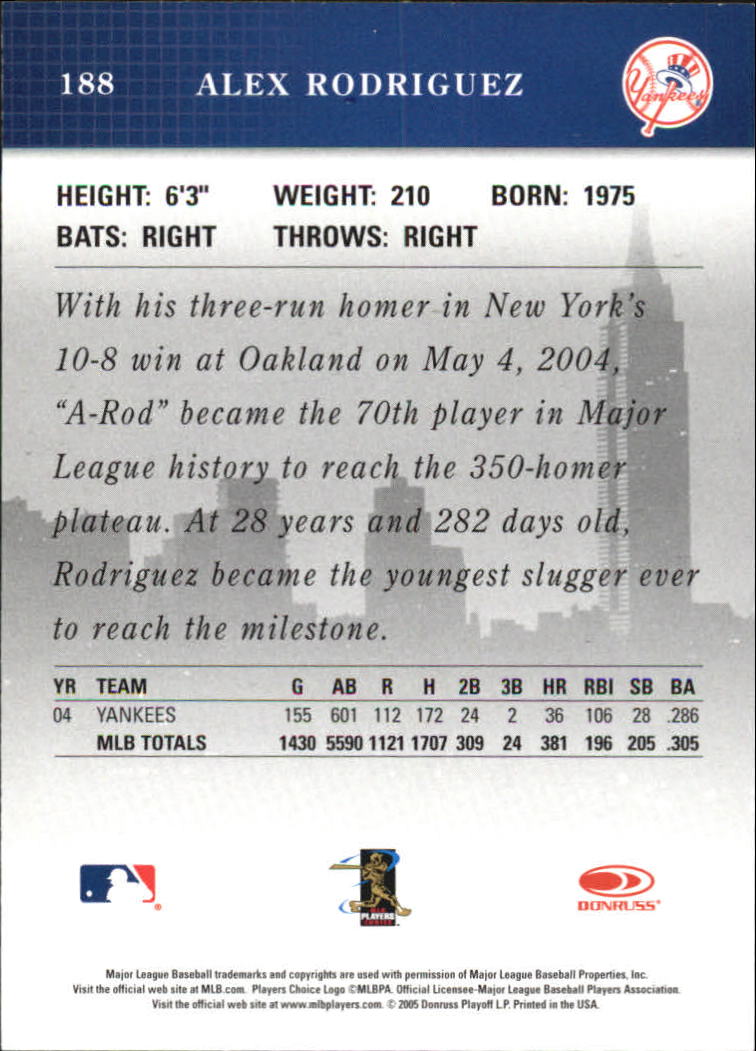 188 ALEX RODRIGUEZ
Yankees
HEIGHT: 6'3" WEIGHT: 210 BORN: 1975
BATS: RIGHT THROWS: RIGHT
With his three-run homer in New York's
10-8 win at Oakland on May 4, 2004,
"A-Rod" became the 70th player in Major
League history to reach the 350-homer
plateau. At 28 years and 282 days old,
Rodriguez became the youngest slugger ever
to reach the milestone.
YR TEAM G AB R H 2B 3B HR RBI SB BA
04 YANKEES 155 601 112 172 24 2 36 106 28 .286
MLB TOTALS 1430 5590 1121 1707 309 24 381 196 205 .305
PLAYERS
CHOICE
DONRUSS
Major League Baseball trademarks and copyrights are used with permission of Major League Baseball Properties, Inc.
Visit the official web site at MLB.com. Players Choice Logo ©MLBPA. Official Licensee-Major League Baseball Players Association.
Visit the official web site at www.mlbplayers.com. © 2005 Donruss Playoff L.P. Printed in the USA.